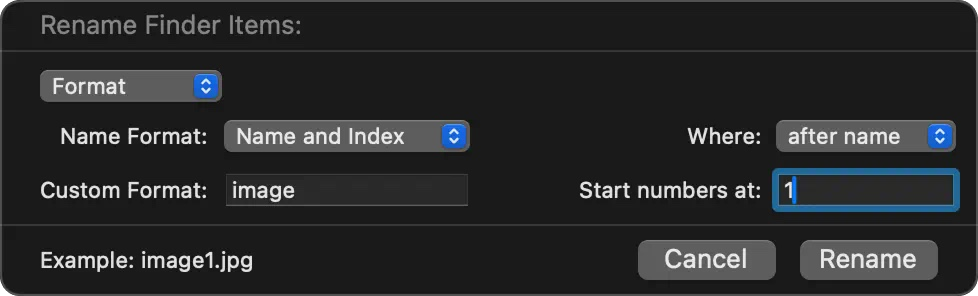 Rename Finder Items:
Format
Name Format: Name and Index Where: after name
Custom Format: image Start numbers at: 1
Example: image1.jpg Cancel Rename